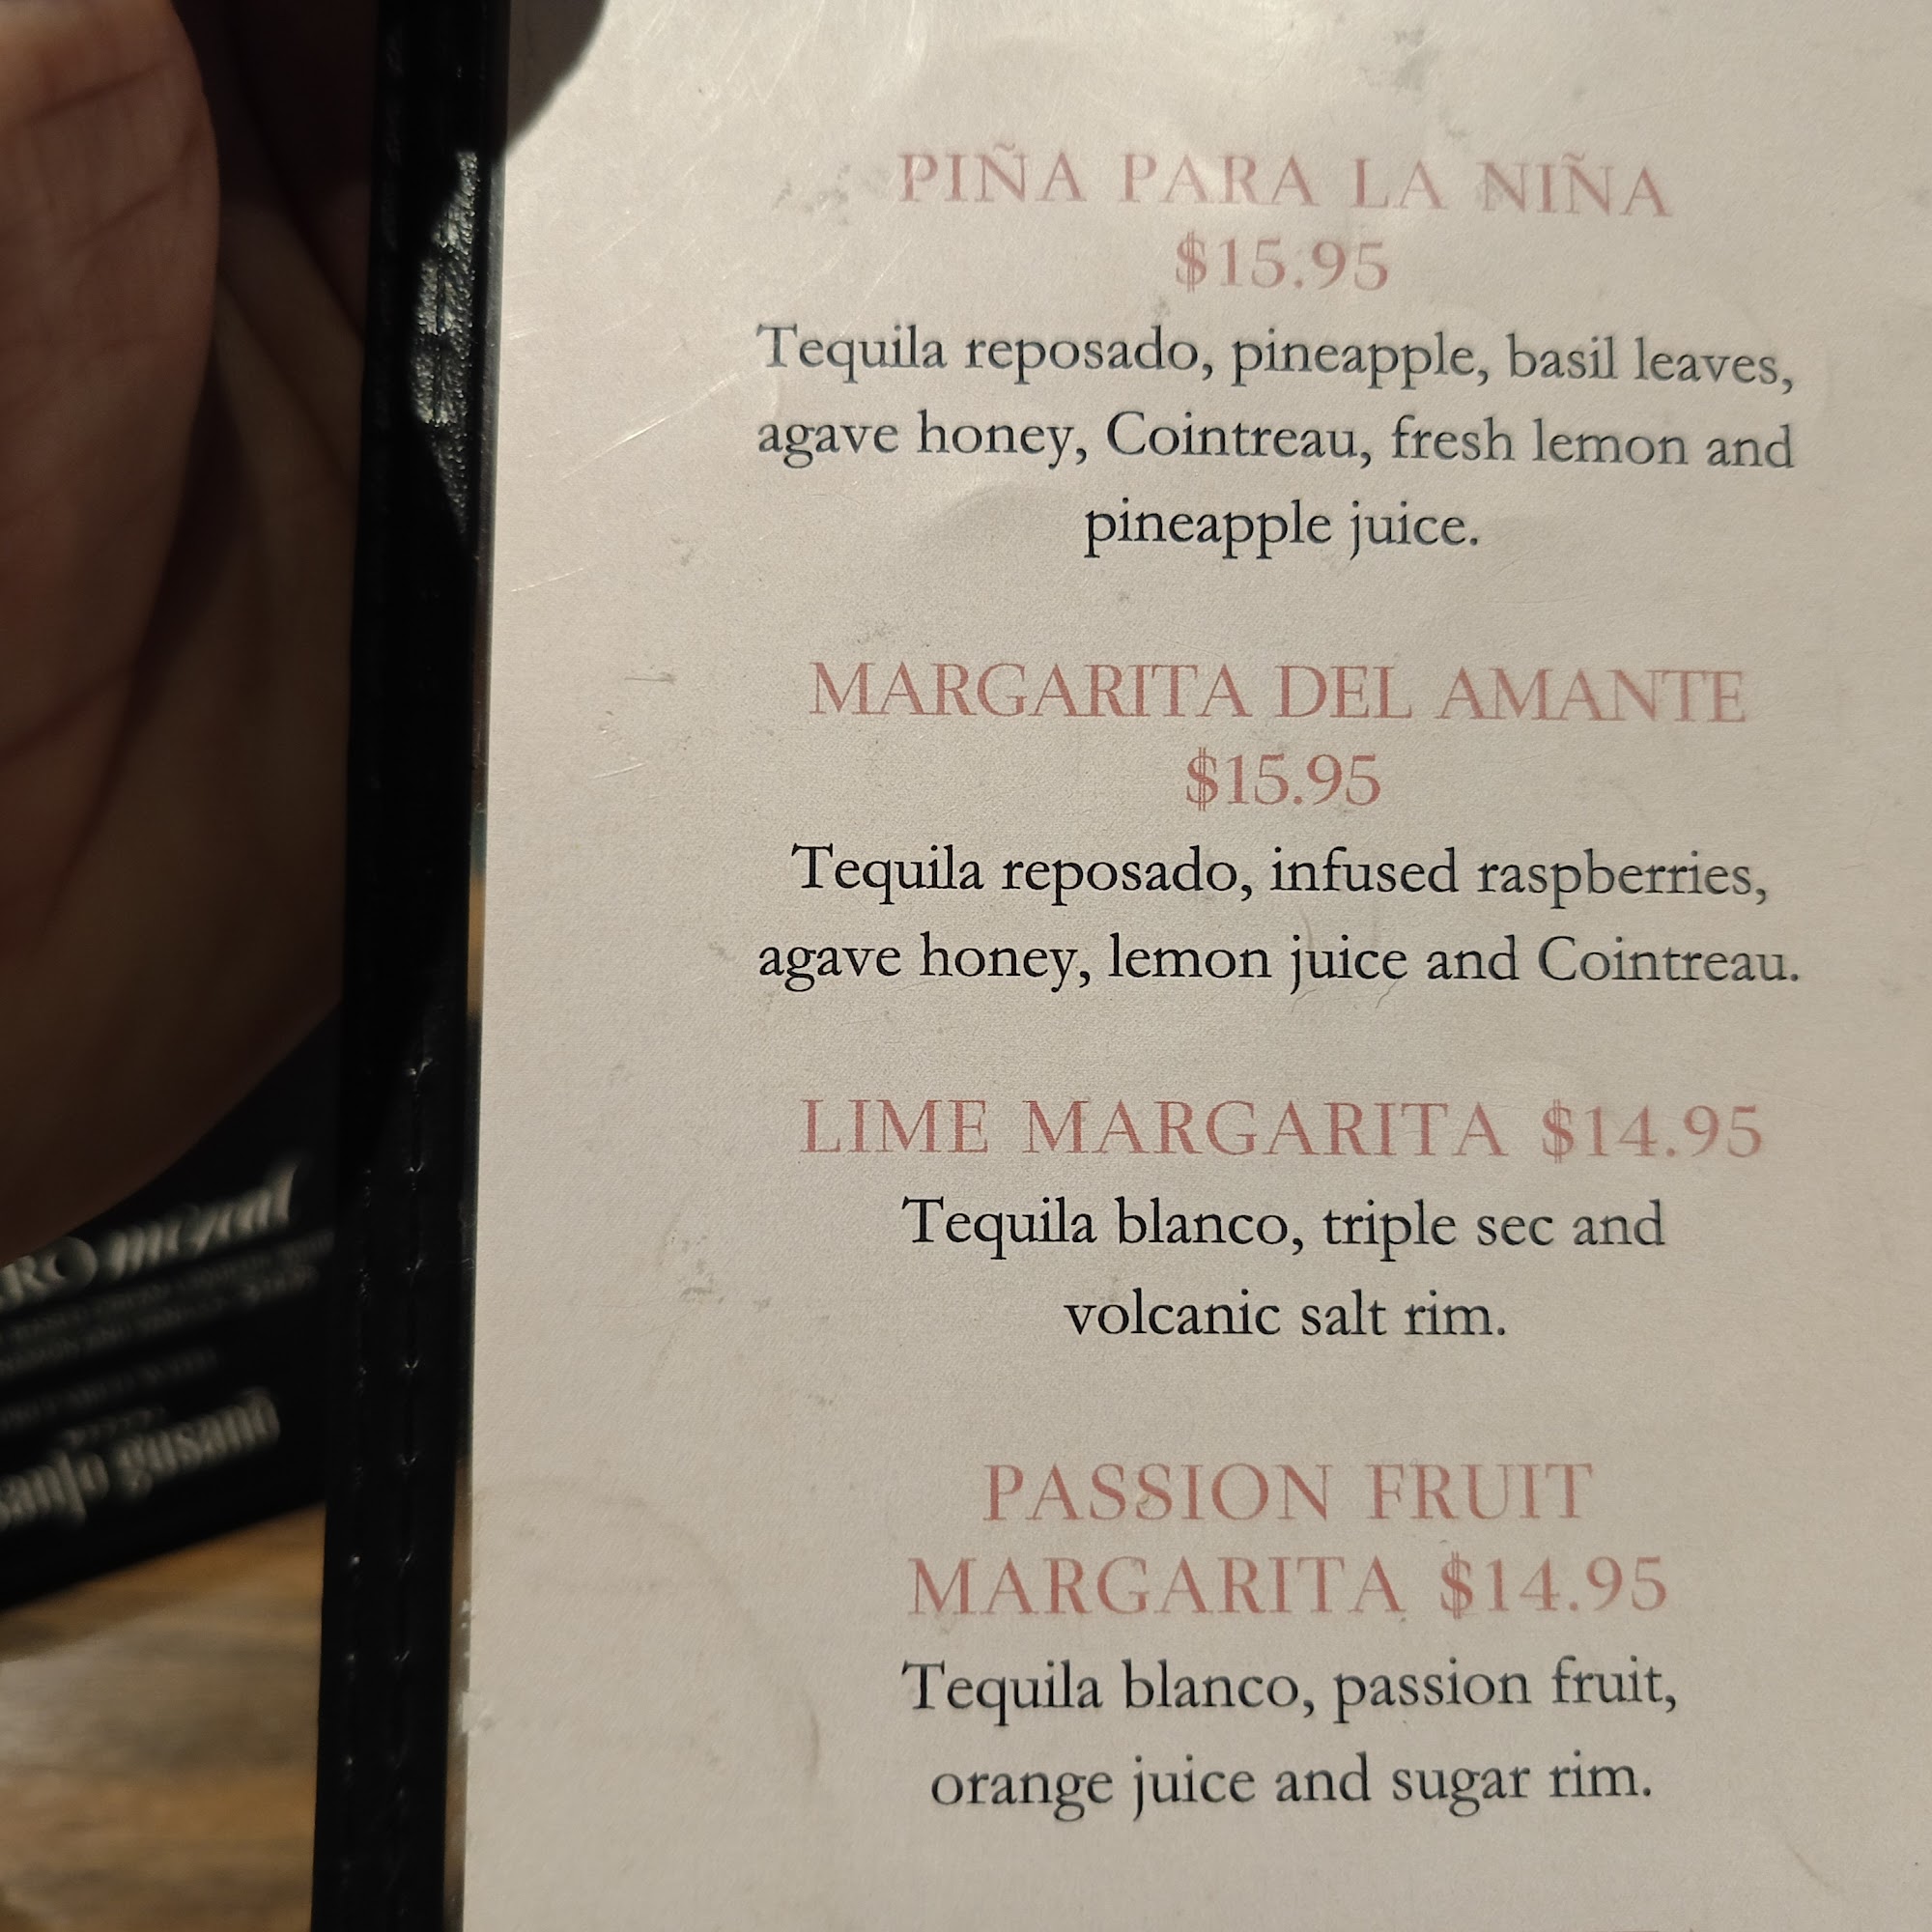 PIÑA PARA LA NIÑA
$15.95
Tequila reposado, pineapple, basil leaves,
agave honey, Cointreau, fresh lemon and
pineapple juice.
MARGARITA DEL AMANTE
$15.95
Tequila reposado, infused raspberries,
agave honey, lemon juice and Cointreau.
LIME MARGARITA $14.95
Tequila blanco, triple sec and
volcanic salt rim.
PASSION FRUIT
MARGARITA $14.95
Tequila blanco, passion fruit,
orange juice and sugar rim.
mezcal
gusano